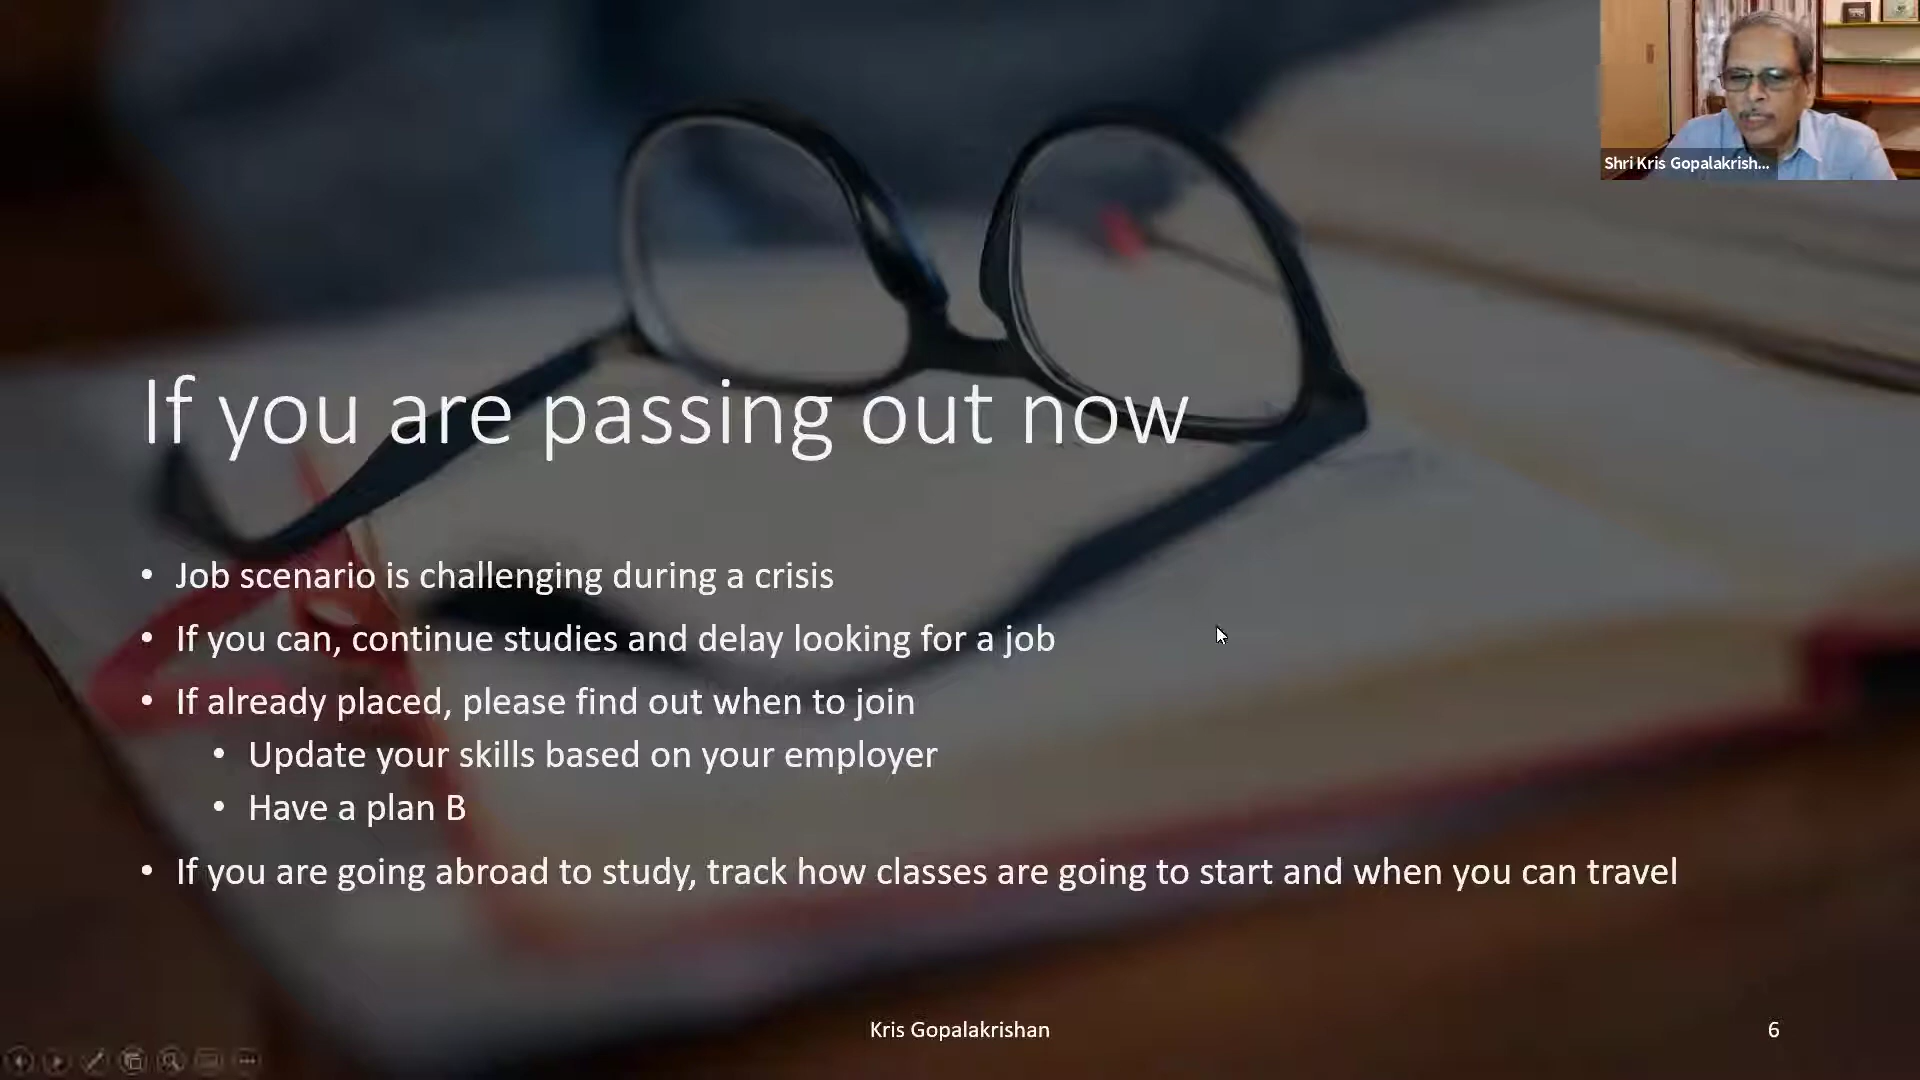 Shri Kris Gopalakrish...
If you are passing out now
• Job scenario is challenging during a crisis
• If you can, continue studies and delay looking for a job
• If already placed, please find out when to join
• Update your skills based on your employer
• Have a plan B
• If you are going abroad to study, track how classes are going to start and when you can travel
Kris Gopalakrishan
6